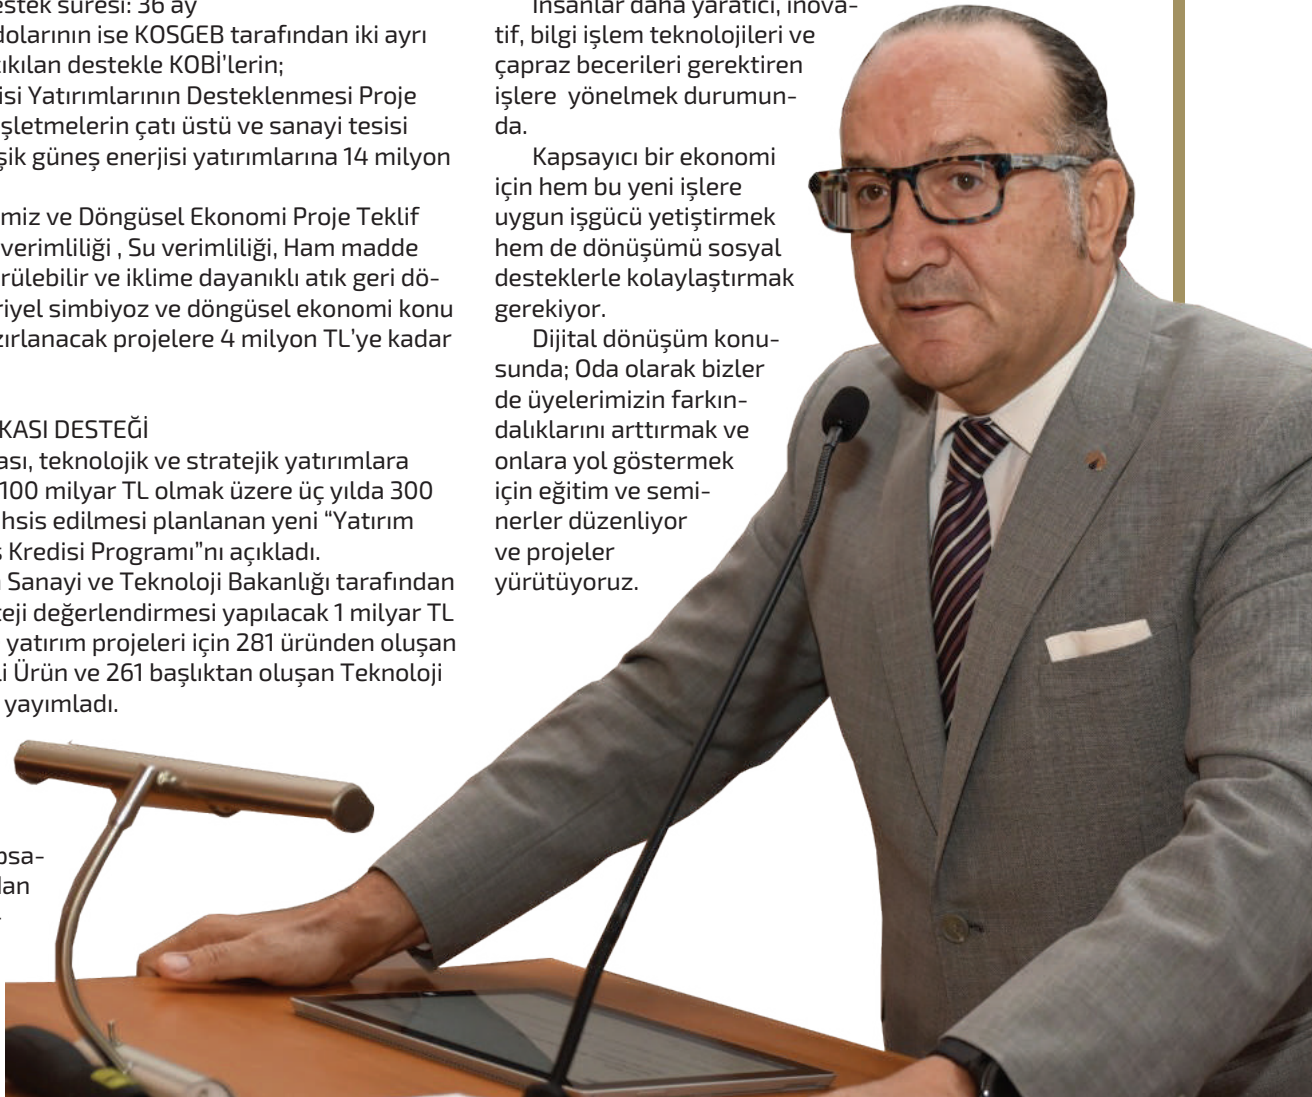 estek süresi: 36 ay
dolarının ise KOSGEB tarafından iki ayrı
ıkılan destekle KOBİ'lerin;
isi Yatırımlarının Desteklenmesi Proje
şletmelerin çatı üstü ve sanayi tesisi
şik güneş enerjisi yatırımlarına 14 milyon
miz ve Döngüsel Ekonomi Proje Teklif
verimliliği , Su verimliliği, Ham madde
rülebilir ve iklime dayanıklı atık geri dö-
riyel simbiyoz ve döngüsel ekonomi konu
zırlanacak projelere 4 milyon TL'ye kadar
KASI DESTEĞİ
ası, teknolojik ve stratejik yatırımlara
100 milyar TL olmak üzere üç yılda 300
hsis edilmesi planlanan yeni “Yatırım
s Kredisi Programı”nı açıkladı.
Sanayi ve Teknoloji Bakanlığı tarafından
teji değerlendirmesi yapılacak 1 milyar TL
yatırım projeleri için 281 üründen oluşan
li Ürün ve 261 başlıktan oluşan Teknoloji
yayımladı.
psa-
dan
İnsanlar daha yaratıcı, inova-
tif, bilgi işlem teknolojileri ve
çapraz becerileri gerektiren
işlere yönelmek durumun-
da.
Kapsayıcı bir ekonomi
için hem bu yeni işlere
uygun işgücü yetiştirmek
hem de dönüşümü sosyal
desteklerle kolaylaştırmak
gerekiyor.
Dijital dönüşüm konu-
sunda; Oda olarak bizler
de üyelerimizin farkın-
dalıklarını arttırmak ve
onlara yol göstermek
için eğitim ve semi-
nerler düzenliyor
ve projeler
yürütüyoruz.